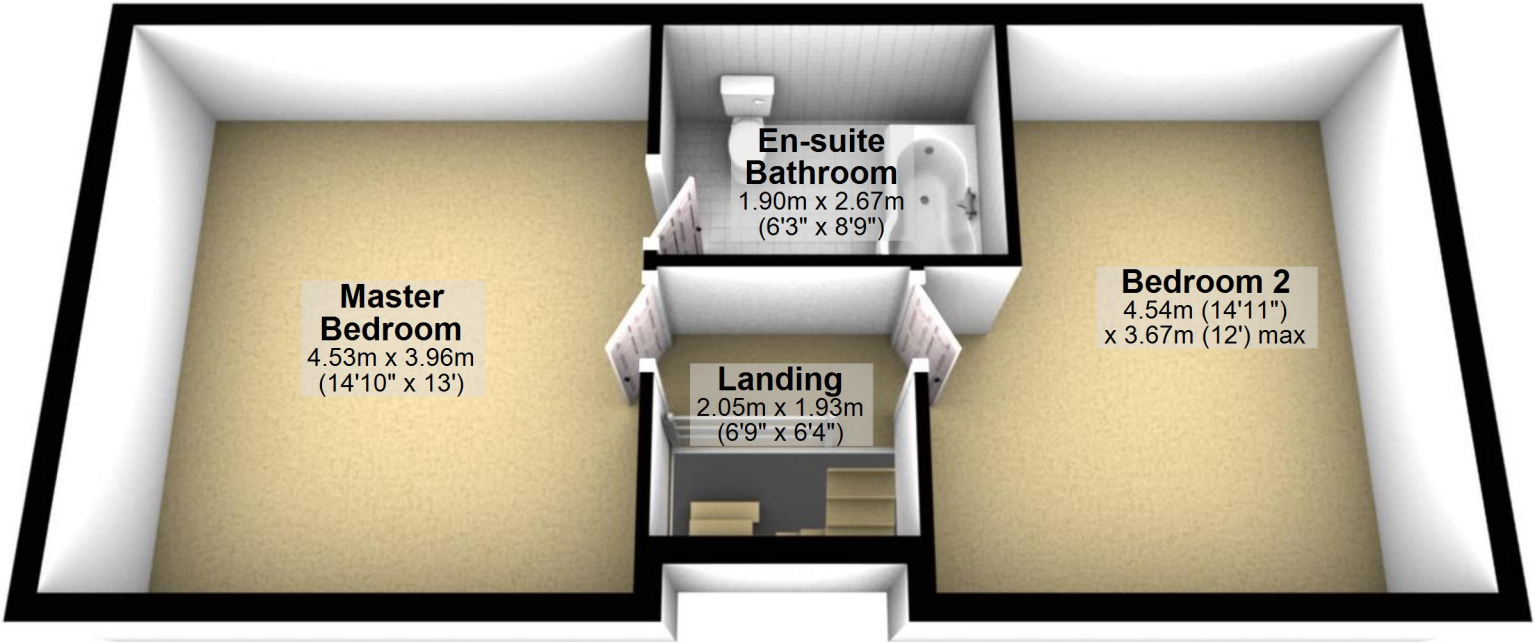 Master
Bedroom
4.53m x 3.96m
(14'10" x 13')
En-suite
Bathroom
1.90m x 2.67m
(6'3" x 8'9")
Landing
2.05m x 1.93m
(6'9" x 6'4")
Bedroom 2
4.54m (14'11")
x 3.67m (12') max